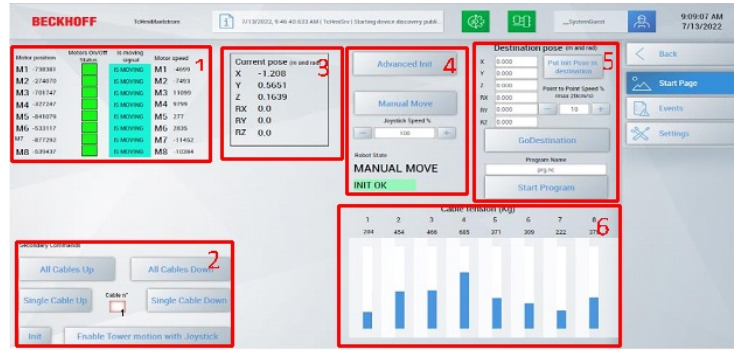 BECKHOFF TcHmiMaelstrom 7/13/2022, 9:46:40.633 AM | TcHmiSrv | Starting device discovery publi.. __SystemGuest 9:09:07 AM
7/13/2022
Motor position Motors On/Off Status Is moving signal Motor speed
1
M1 -738383 IS MOVING M1 -4699
M2 -274070 IS MOVING M2 -7493
M3 -701747 IS MOVING M3 11099
M4 -327247 IS MOVING M4 9799
M5 -841079 IS MOVING M5 277
M6 -533117 IS MOVING M6 2835
M7 -877292 IS MOVING M7 -11462
M8 -539437 IS MOVING M8 -10284
Current pose (m and rad)
3
X -1.208
Y 0.5651
Z 0.1639
RX 0.0
RY 0.0
RZ 0.0
Advanced Init
4
Manual Move
Joystick Speed %
− 100 +
Robot State
MANUAL MOVE
INIT OK
Destination pose (m and rad)
5
X 0.000
Y 0.000
Z 0.000
RX 0.000
RY 0.000
RZ 0.000
Put Init Pose in
destination
Point to Point Speed %
(max 20cm/s)
− 10 +
GoDestination
Program Name
prg.nc
Start Program
Back
Start Page
Events
Settings
Secondary Commands
2
All Cables Up All Cables Down
Single Cable Up Cable n° 1 Single Cable Down
Init Enable Tower motion with Joystick
Cable tension (Kg)
1 2 3 4 5 6 7 8
284 454 466 685 371 309 222
6